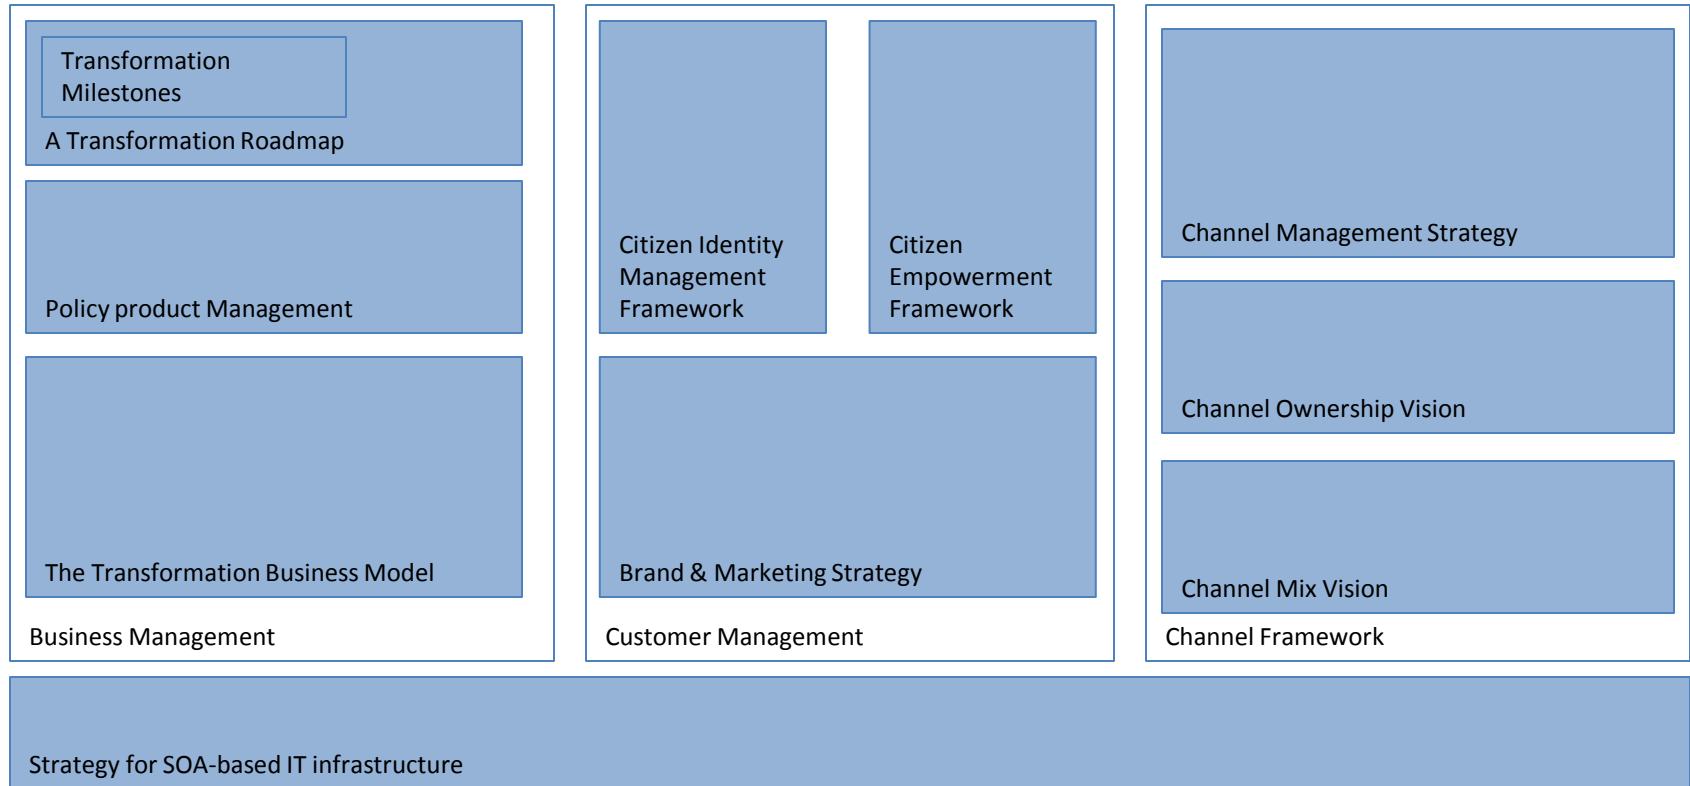 Transformation
Milestones
A Transformation Roadmap
Policy product Management
The Transformation Business Model
Business Management
Citizen Identity
Management
Framework
Citizen
Empowerment
Framework
Brand & Marketing Strategy
Customer Management
Channel Management Strategy
Channel Ownership Vision
Channel Mix Vision
Channel Framework
Strategy for SOA-based IT infrastructure